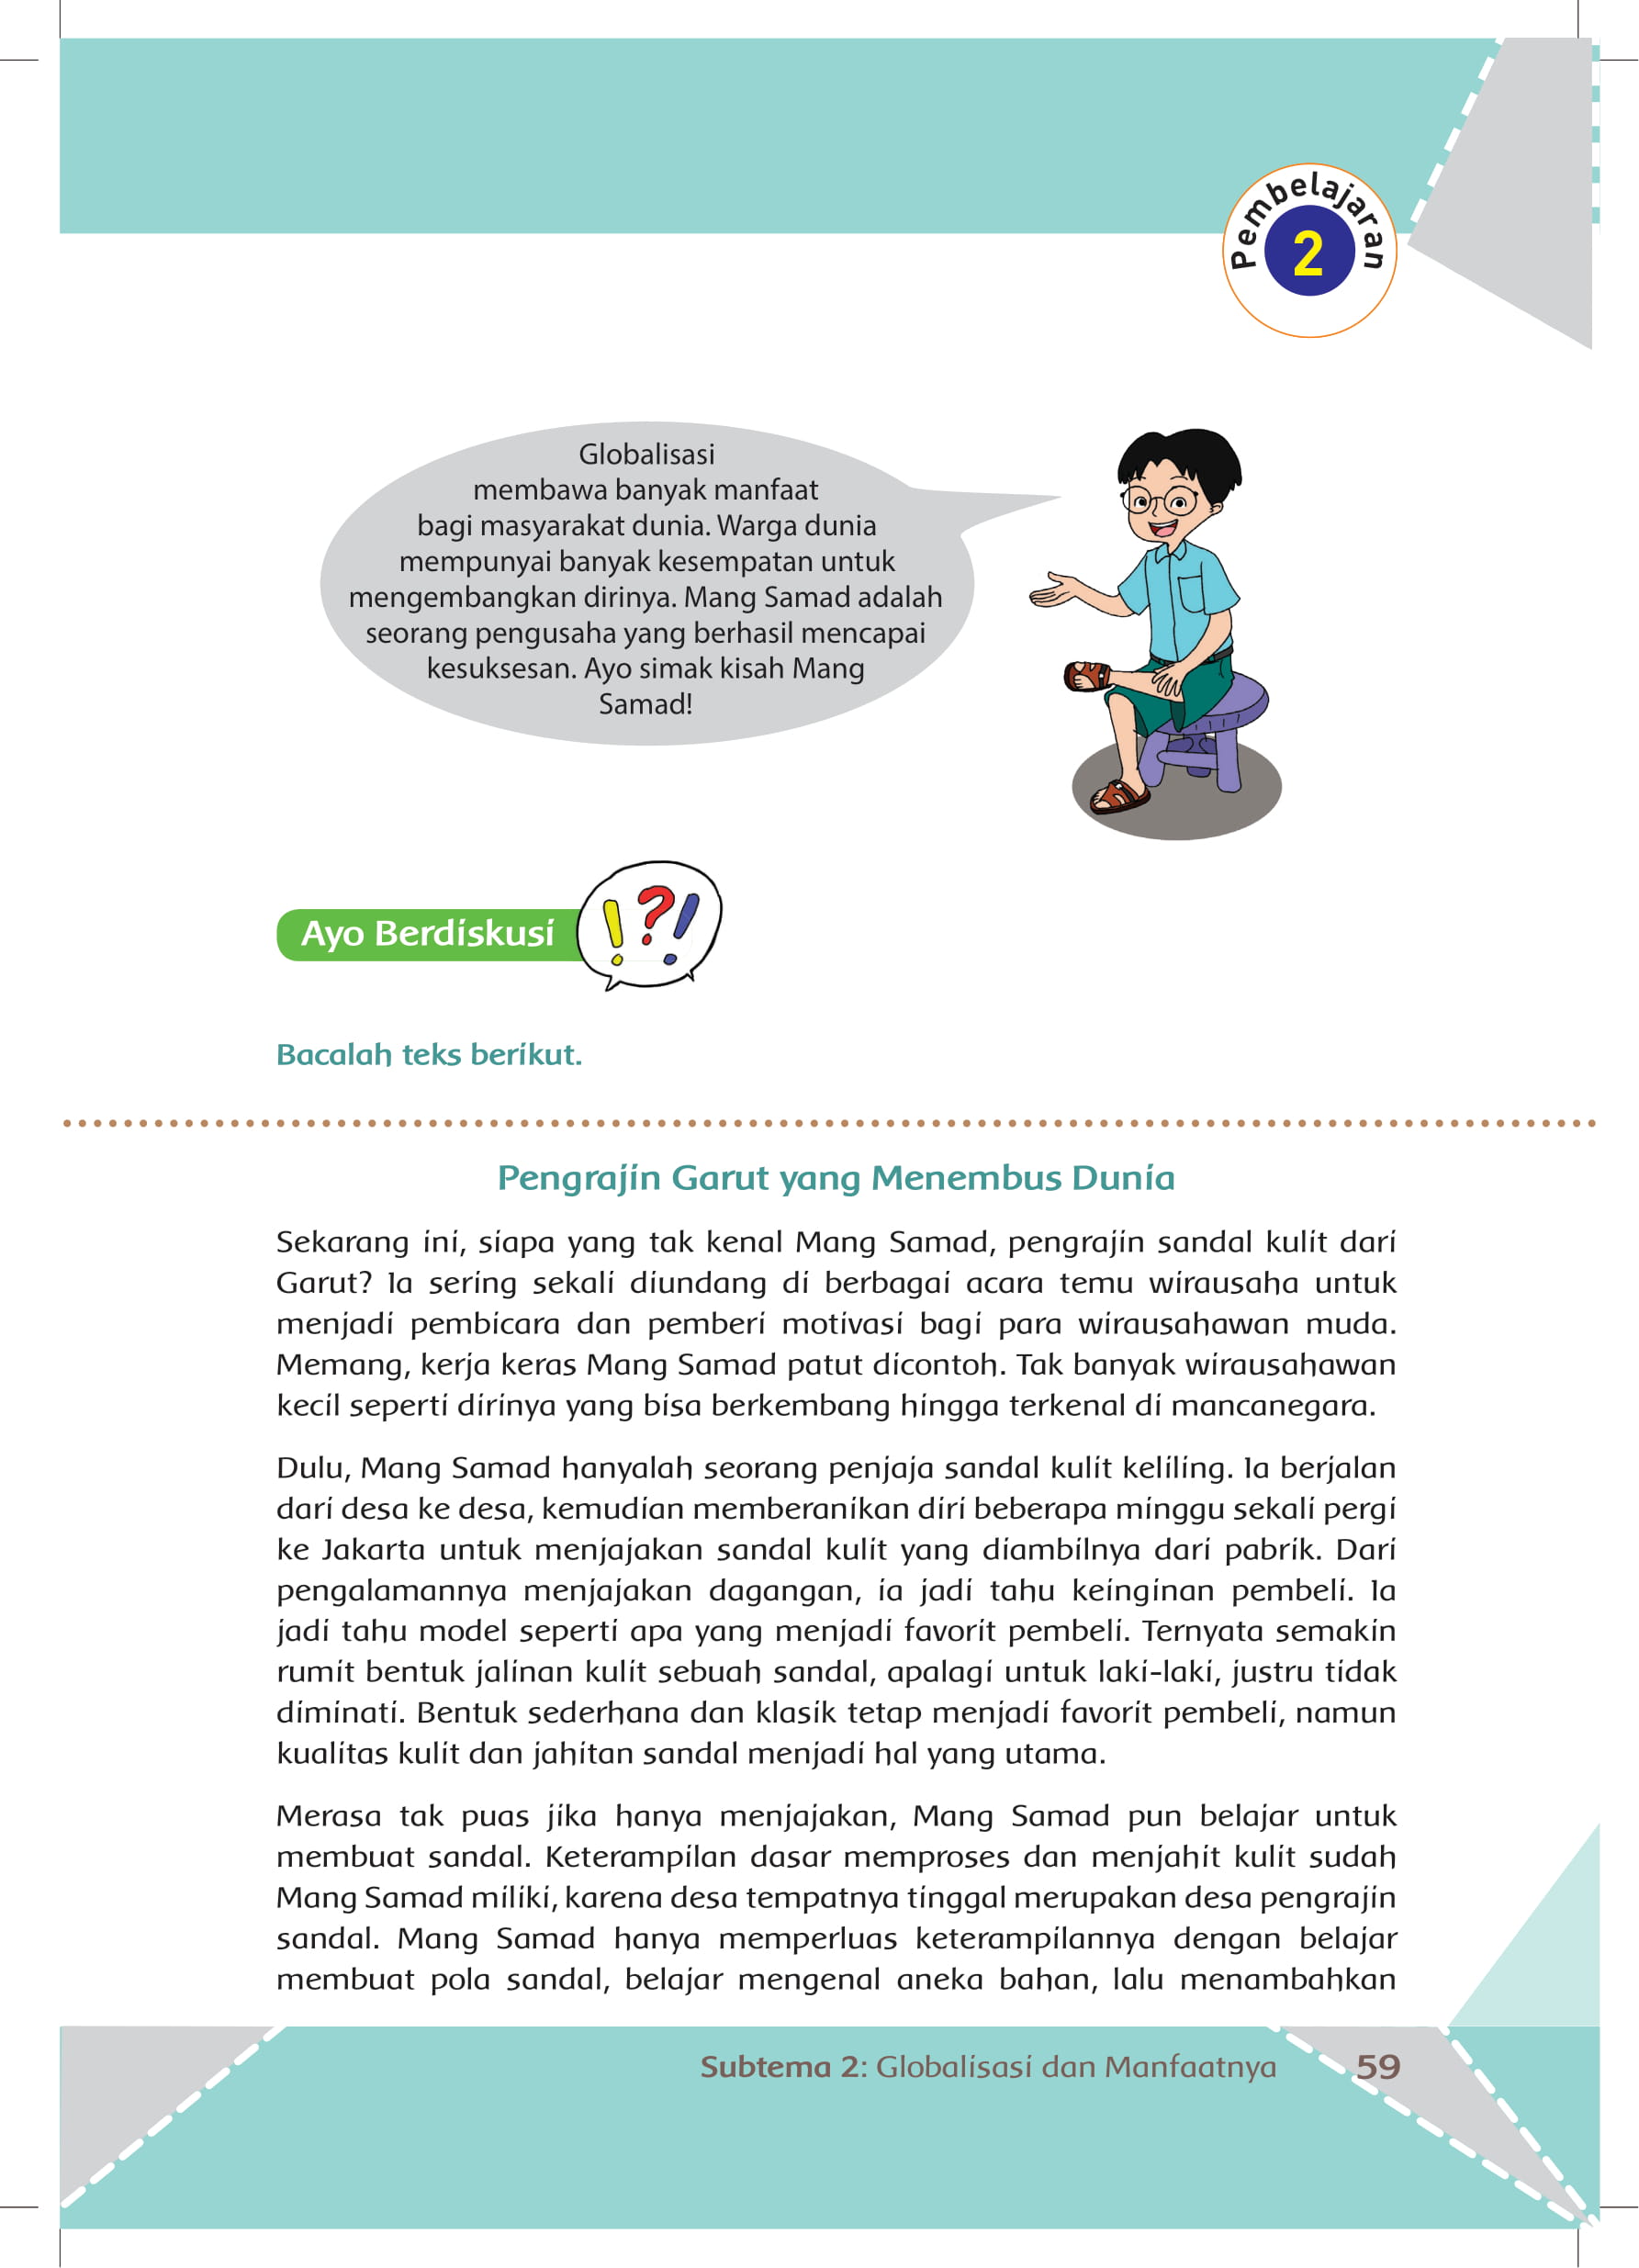 Pembelajaran
2
Globalisasi
membawa banyak manfaat
bagi masyarakat dunia. Warga dunia
mempunyai banyak kesempatan untuk
mengembangkan dirinya. Mang Samad adalah
seorang pengusaha yang berhasil mencapai
kesuksesan. Ayo simak kisah Mang
Samad!
Ayo Berdiskusi
!?!
Bacalah teks berikut.
Pengrajin Garut yang Menembus Dunia
Sekarang ini, siapa yang tak kenal Mang Samad, pengrajin sandal kulit dari
Garut? Ia sering sekali diundang di berbagai acara temu wirausaha untuk
menjadi pembicara dan pemberi motivasi bagi para wirausahawan muda.
Memang, kerja keras Mang Samad patut dicontoh. Tak banyak wirausahawan
kecil seperti dirinya yang bisa berkembang hingga terkenal di mancanegara.
Dulu, Mang Samad hanyalah seorang penjaja sandal kulit keliling. Ia berjalan
dari desa ke desa, kemudian memberanikan diri beberapa minggu sekali pergi
ke Jakarta untuk menjajakan sandal kulit yang diambilnya dari pabrik. Dari
pengalamannya menjajakan dagangan, ia jadi tahu keinginan pembeli. Ia
jadi tahu model seperti apa yang menjadi favorit pembeli. Ternyata semakin
rumit bentuk jalinan kulit sebuah sandal, apalagi untuk laki-laki, justru tidak
diminati. Bentuk sederhana dan klasik tetap menjadi favorit pembeli, namun
kualitas kulit dan jahitan sandal menjadi hal yang utama.
Merasa tak puas jika hanya menjajakan, Mang Samad pun belajar untuk
membuat sandal. Keterampilan dasar memproses dan menjahit kulit sudah
Mang Samad miliki, karena desa tempatnya tinggal merupakan desa pengrajin
sandal. Mang Samad hanya memperluas keterampilannya dengan belajar
membuat pola sandal, belajar mengenal aneka bahan, lalu menambahkan
Subtema 2: Globalisasi dan Manfaatnya 59